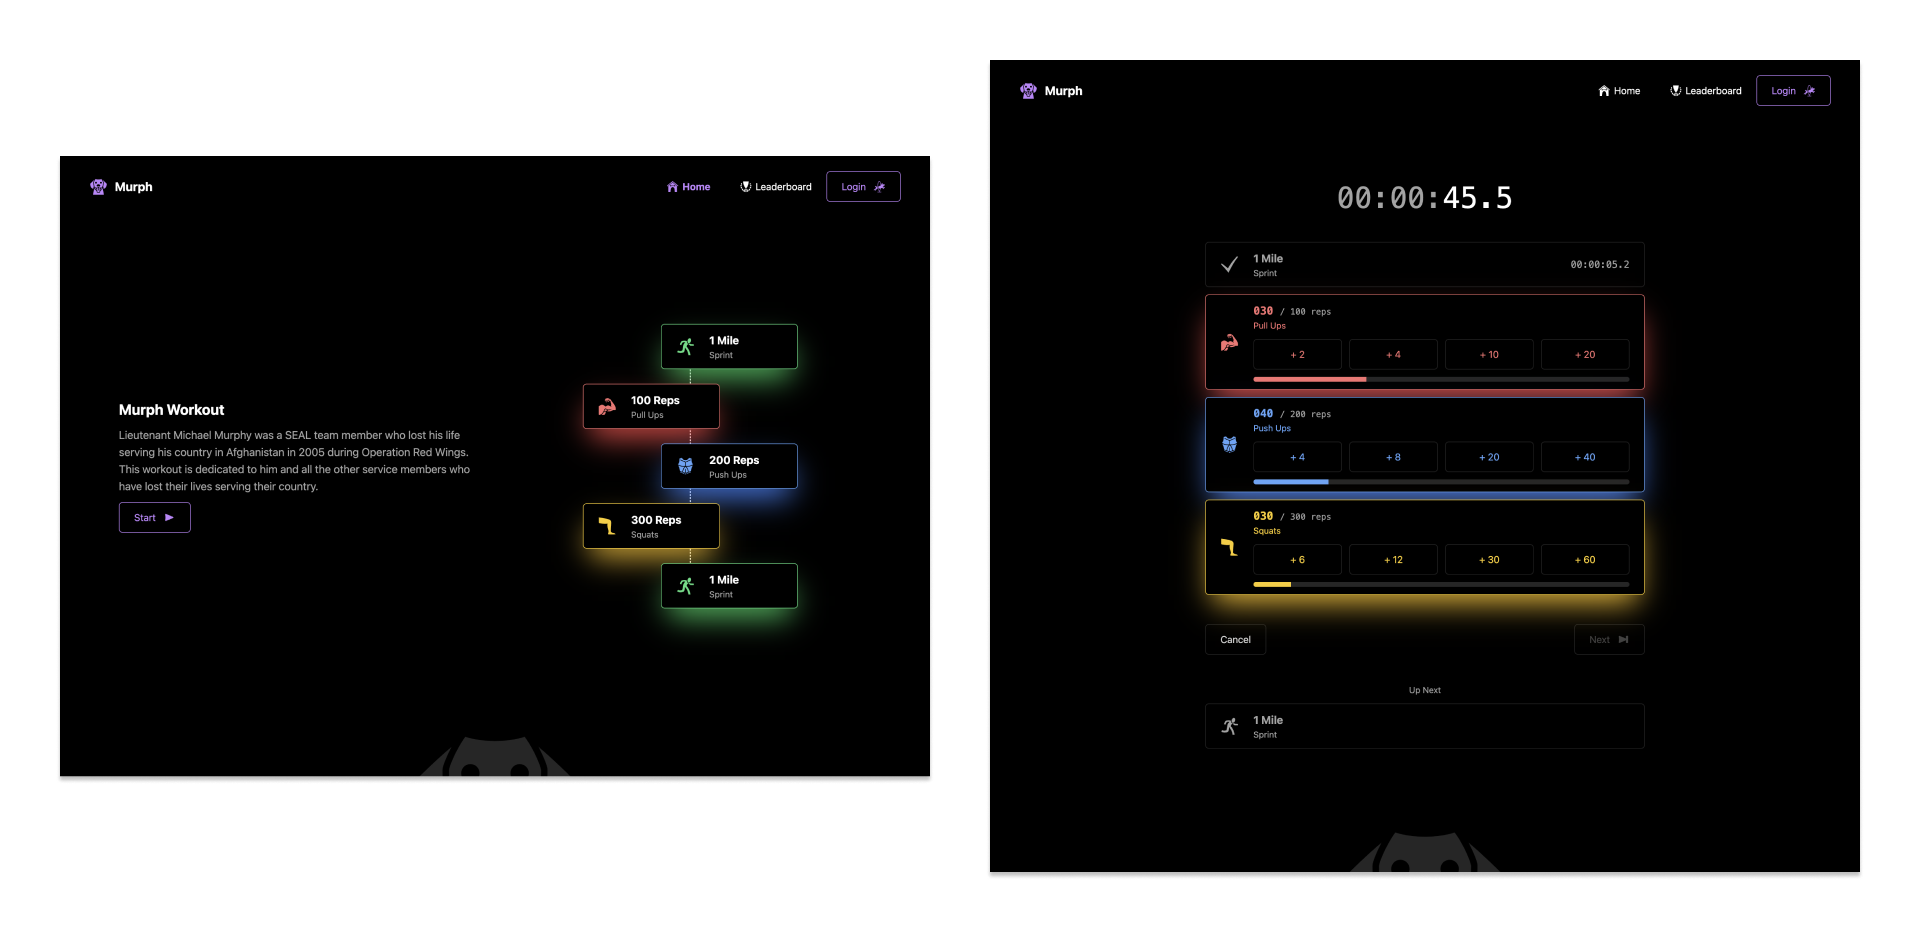 Murph
Home
Leaderboard
Login
1 Mile
Sprint
100 Reps
Pull Ups
Murph Workout
Lieutenant Michael Murphy was a SEAL team member who lost his life
serving his country in Afghanistan in 2005 during Operation Red Wings.
This workout is dedicated to him and all the other service members who
have lost their lives serving their country.
Start
200 Reps
Push Ups
300 Reps
Squats
1 Mile
Sprint
Murph
Home
Leaderboard
Login
00:00:45.5
1 Mile
Sprint
00:00:05.2
030 / 100 reps
Pull Ups
+ 2
+ 4
+ 10
+ 20
040 / 200 reps
Push Ups
+ 4
+ 8
+ 20
+ 40
030 / 300 reps
Squats
+ 6
+ 12
+ 30
+ 60
Cancel
Next
Up Next
1 Mile
Sprint